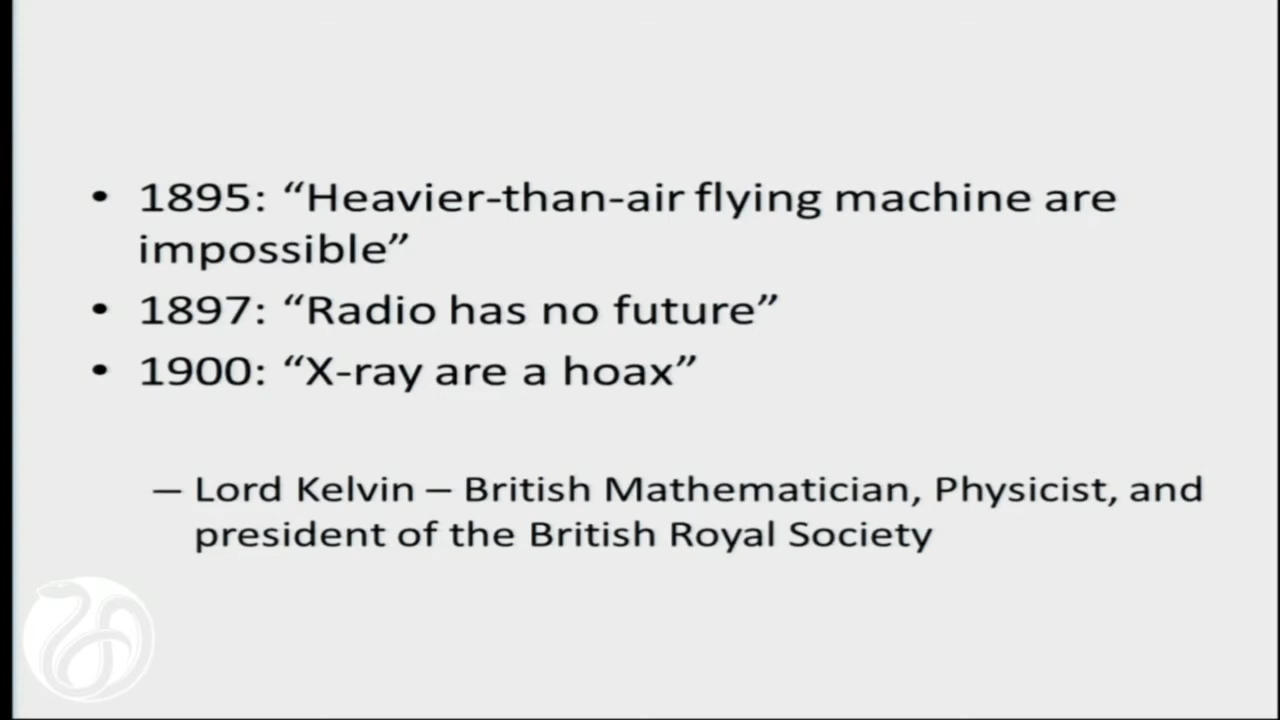 • 1895: “Heavier-than-air flying machine are
impossible”
• 1897: “Radio has no future”
• 1900: “X-ray are a hoax”
– Lord Kelvin – British Mathematician, Physicist, and
president of the British Royal Society